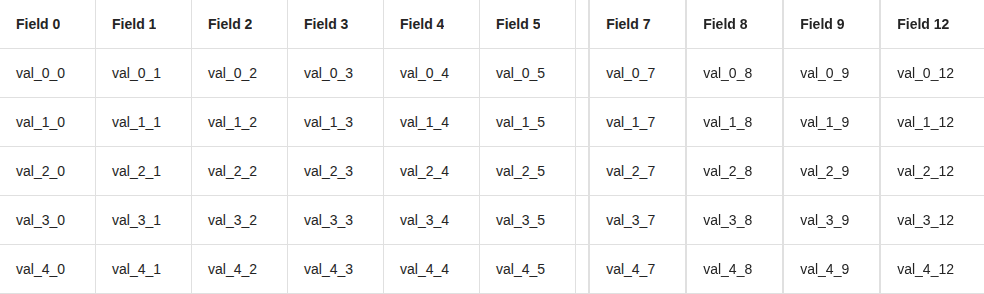 Field 0 Field 1 Field 2 Field 3 Field 4 Field 5 Field 7 Field 8 Field 9 Field 12
val_0_0 val_0_1 val_0_2 val_0_3 val_0_4 val_0_5 val_0_7 val_0_8 val_0_9 val_0_12
val_1_0 val_1_1 val_1_2 val_1_3 val_1_4 val_1_5 val_1_7 val_1_8 val_1_9 val_1_12
val_2_0 val_2_1 val_2_2 val_2_3 val_2_4 val_2_5 val_2_7 val_2_8 val_2_9 val_2_12
val_3_0 val_3_1 val_3_2 val_3_3 val_3_4 val_3_5 val_3_7 val_3_8 val_3_9 val_3_12
val_4_0 val_4_1 val_4_2 val_4_3 val_4_4 val_4_5 val_4_7 val_4_8 val_4_9 val_4_12